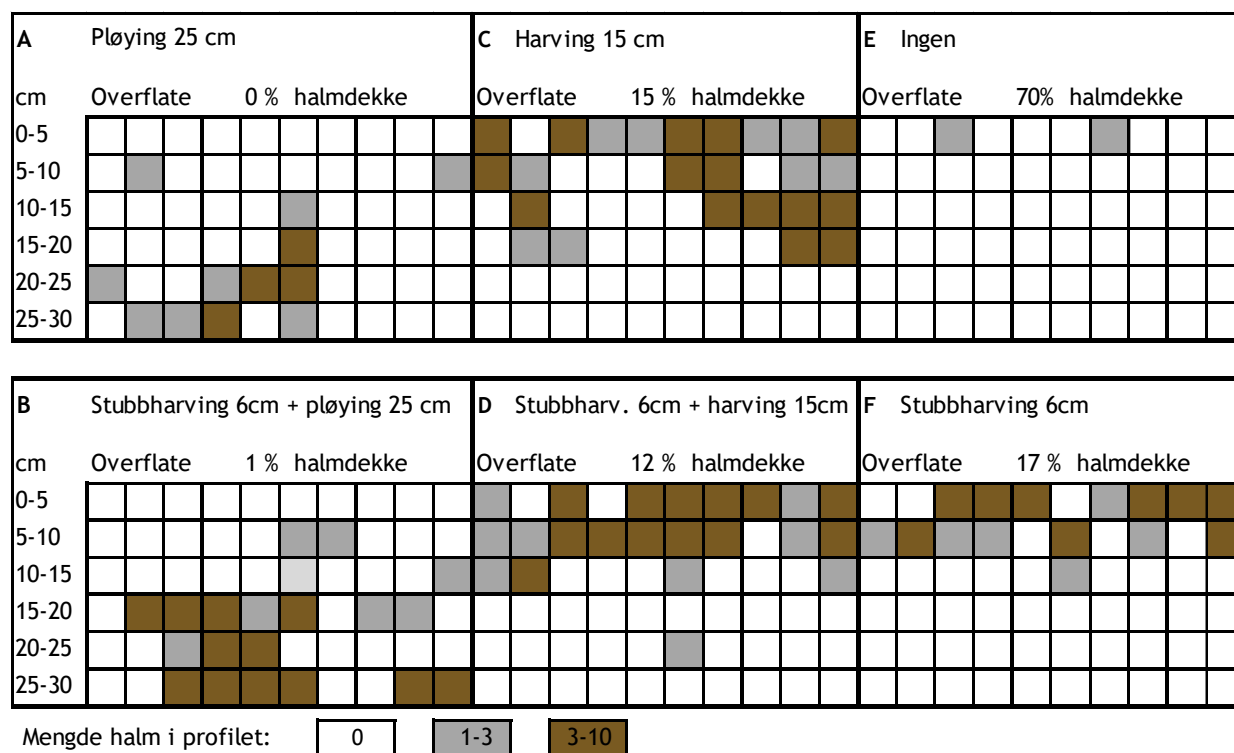 A Pløying 25 cm C Harving 15 cm E Ingen
cm Overflate 0 % halmdekke Overflate 15 % halmdekke Overflate 70% halmdekke
0-5
5-10
10-15
15-20
20-25
25-30
B Stubbharving 6cm + pløying 25 cm D Stubbharv. 6cm + harving 15cm F Stubbharving 6cm
cm Overflate 1 % halmdekke Overflate 12 % halmdekke Overflate 17 % halmdekke
0-5
5-10
10-15
15-20
20-25
25-30
Mengde halm i profilet: 0 1-3 3-10